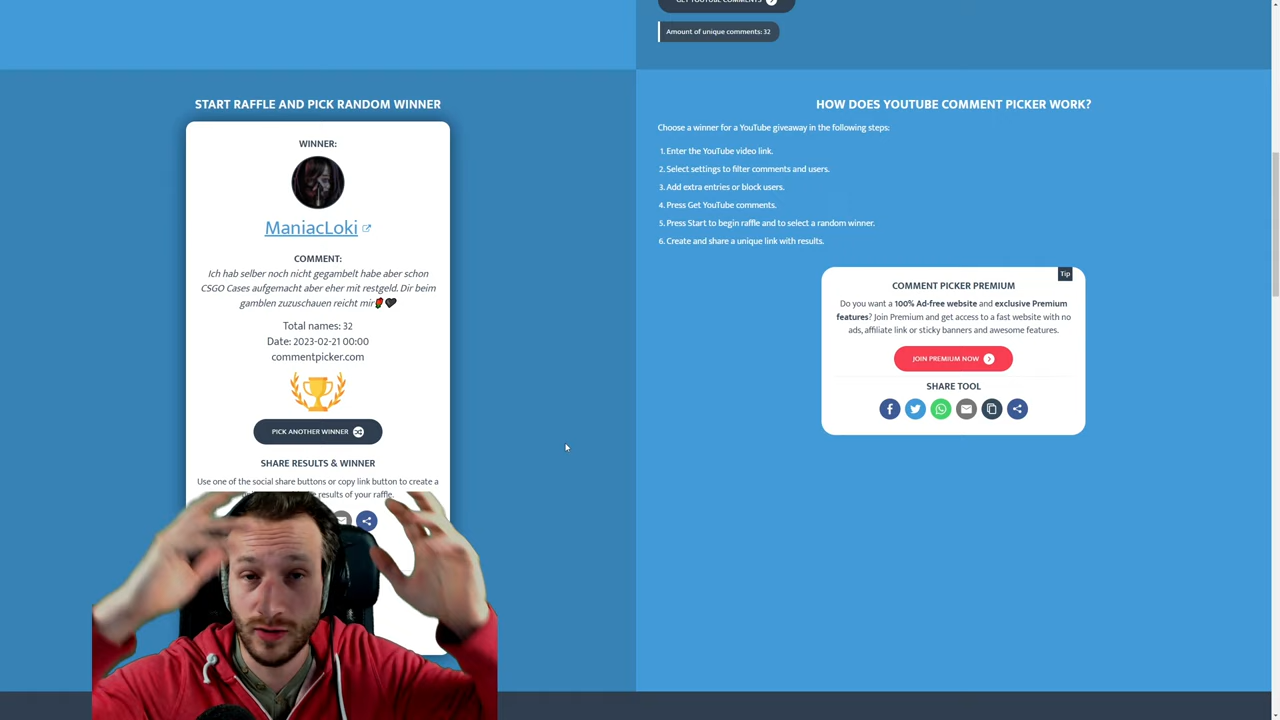 GET YOUTUBE COMMENTS
Amount of unique comments: 32
START RAFFLE AND PICK RANDOM WINNER
WINNER:
ManiacLoki
COMMENT:
Ich hab selber noch nicht gegambelt habe aber schon
CSGO Cases aufgemacht aber eher mit restgeld. Dir beim
gamblen zuzuschauen reicht mir🌹🖤
Total names: 32
Date: 2023-02-21 00:00
commentpicker.com
PICK ANOTHER WINNER
SHARE RESULTS & WINNER
Use one of the social share buttons or copy link button to create a
results of your raffle.
HOW DOES YOUTUBE COMMENT PICKER WORK?
Choose a winner for a YouTube giveaway in the following steps:
1. Enter the YouTube video link.
2. Select settings to filter comments and users.
3. Add extra entries or block users.
4. Press Get YouTube comments.
5. Press Start to begin raffle and to select a random winner.
6. Create and share a unique link with results.
Tip
COMMENT PICKER PREMIUM
Do you want a 100% Ad-free website and exclusive Premium
features? Join Premium and get access to a fast website with no
ads, affiliate link or sticky banners and awesome features.
JOIN PREMIUM NOW
SHARE TOOL